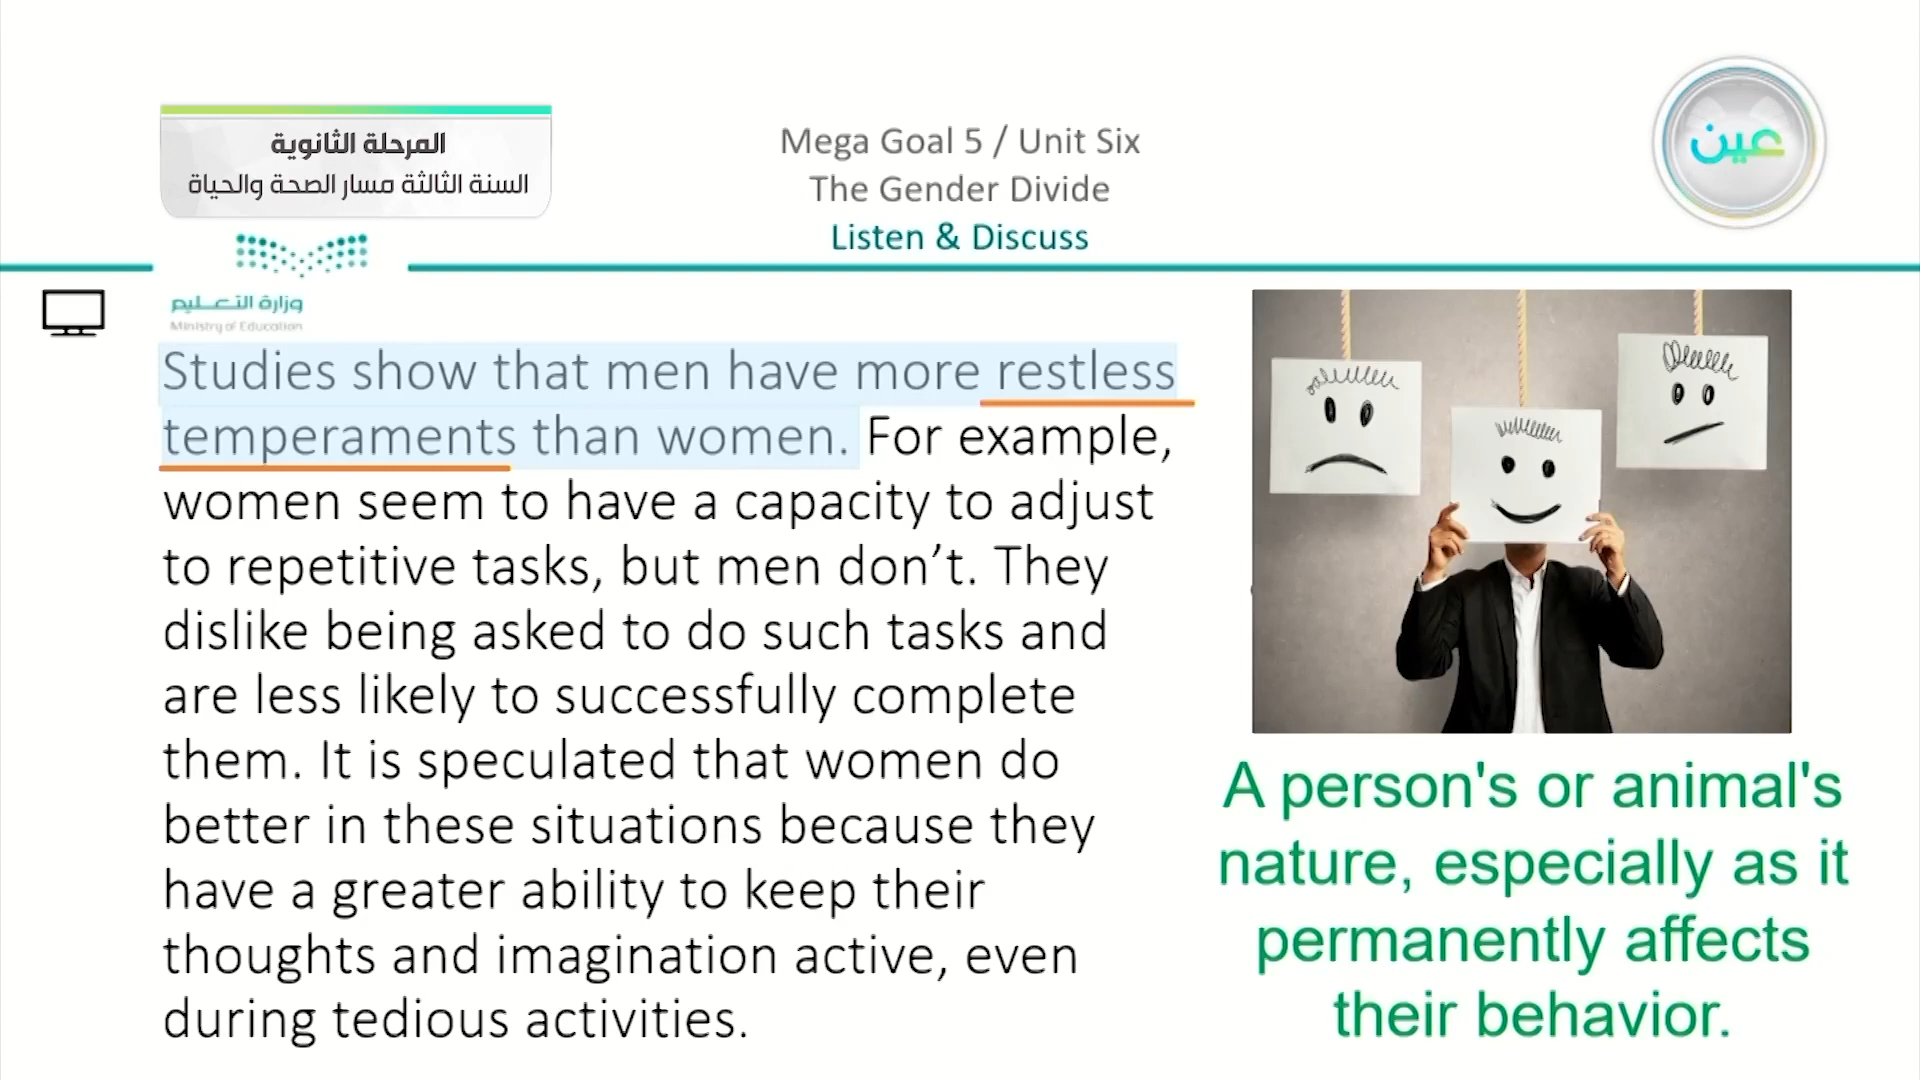 المرحلة الثانوية
السنة الثالثة مسار الصحة والحياة
Mega Goal 5 / Unit Six
The Gender Divide
Listen & Discuss
عين
وزارة التعليم
Ministry of Education
Studies show that men have more restless
temperaments than women. For example,
women seem to have a capacity to adjust
to repetitive tasks, but men don’t. They
dislike being asked to do such tasks and
are less likely to successfully complete
them. It is speculated that women do
better in these situations because they
have a greater ability to keep their
thoughts and imagination active, even
during tedious activities.
A person's or animal's
nature, especially as it
permanently affects
their behavior.